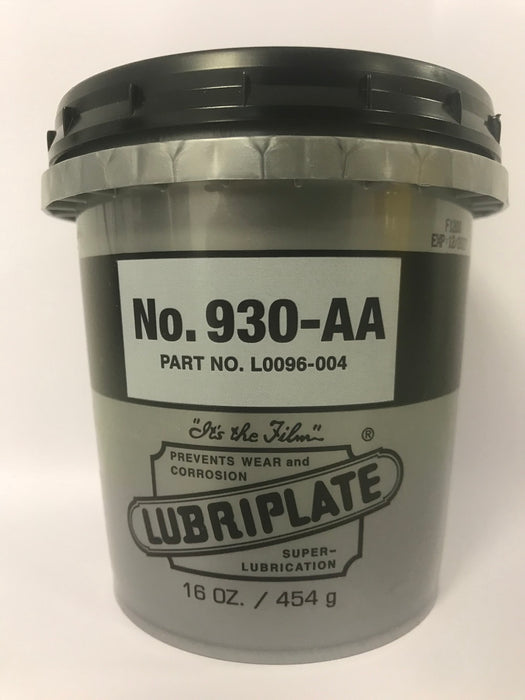 EXP
No. 930-AA
PART NO. L0096-004
"It's the Film" ®
PREVENTS WEAR and
CORROSION
LUBRIPLATE
SUPER-
LUBRICATION
16 OZ. / 454 g